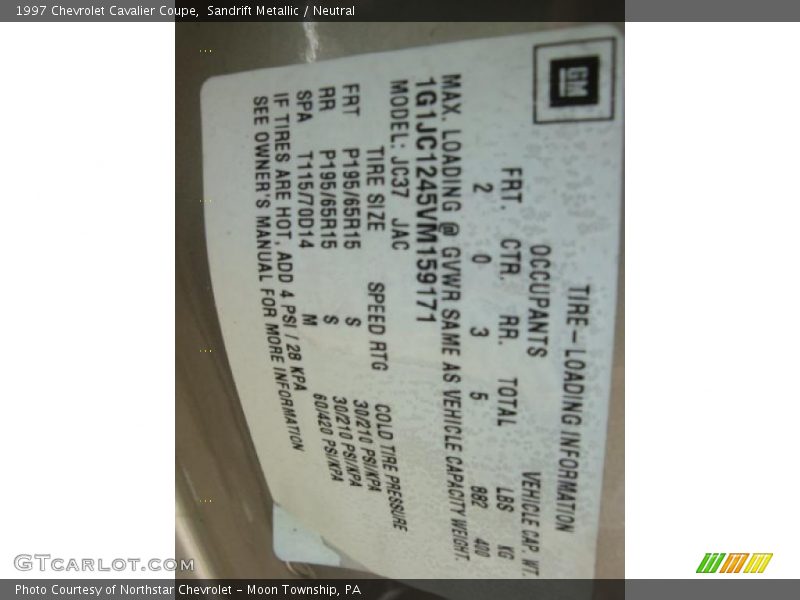 1997 Chevrolet Cavalier Coupe, Sandrift Metallic / Neutral
GM
TIRE-LOADING INFORMATION
OCCUPANTS VEHICLE CAP. WT.
FRT. CTR. RR. TOTAL LBS KG
2 0 3 5 882 400
MAX. LOADING @ GVWR SAME AS VEHICLE CAPACITY WEIGHT.
1G1JC1245VM159171
MODEL: JC37 JAC
TIRE SIZE SPEED RTG COLD TIRE PRESSURE
FRT P195/65R15 S 30/210 PSI/KPA
RR P195/65R15 S 30/210 PSI/KPA
SPA T115/70D14 M 60/420 PSI/KPA
IF TIRES ARE HOT, ADD 4 PSI / 28 KPA
SEE OWNER'S MANUAL FOR MORE INFORMATION
GTCARLOT.COM
Photo Courtesy of Northstar Chevrolet - Moon Township, PA